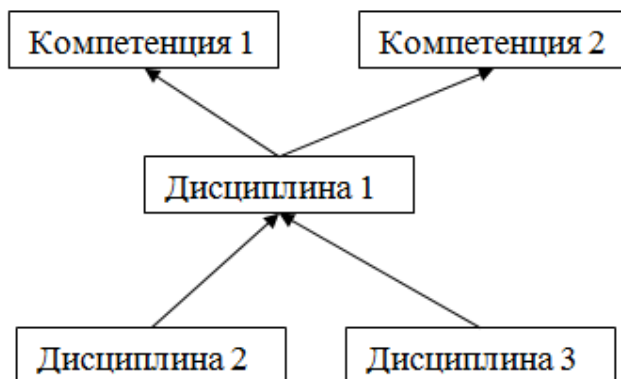 Компетенция 1
Компетенция 2
Дисциплина 1
Дисциплина 2
Дисциплина 3